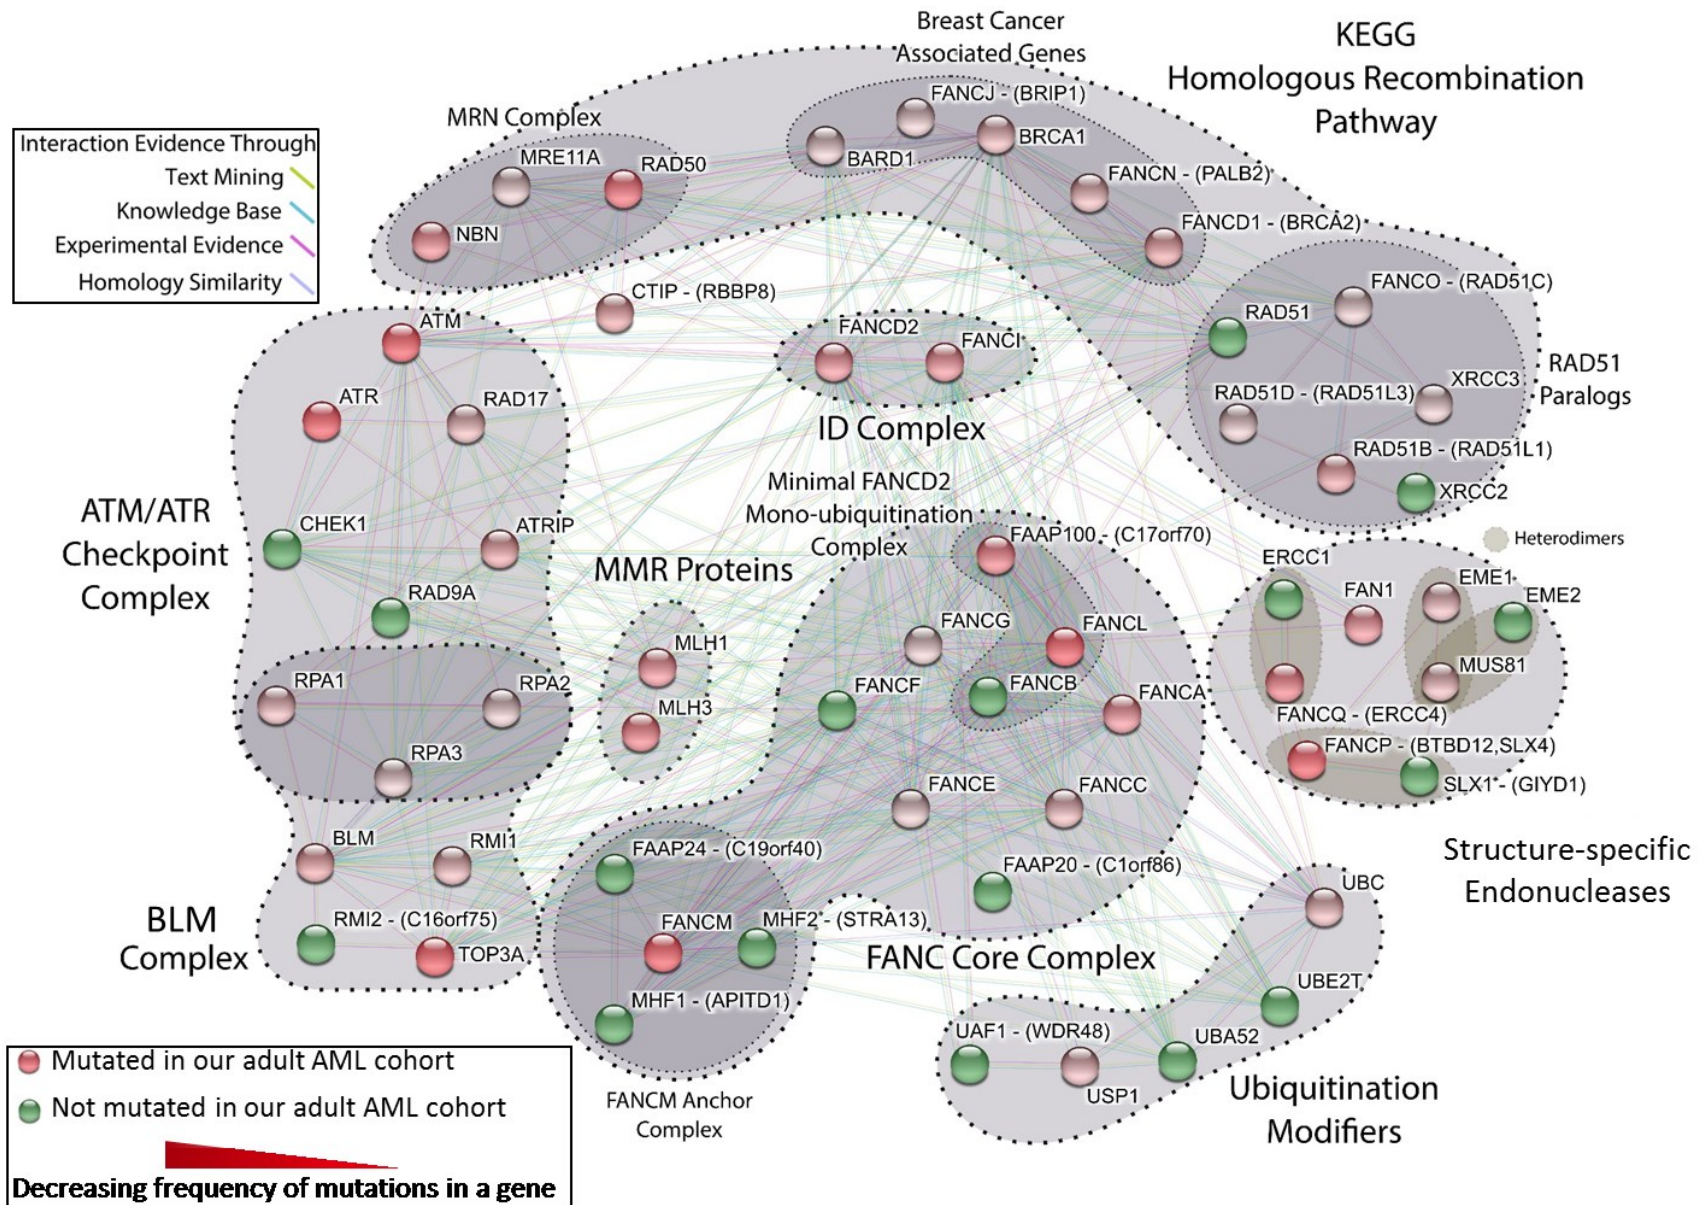 Breast Cancer
Associated Genes
KEGG
Homologous Recombination
Pathway
MRN Complex
FANCJ - (BRIP1)
BRCA1
BARD1
MRE11A
RAD50
NBN
FANCN - (PALB2)
FANCD1 - (BRCA2)
Interaction Evidence Through
Text Mining
Knowledge Base
Experimental Evidence
Homology Similarity
CTIP - (RBBP8)
FANCO - (RAD51C)
RAD51
XRCC3
RAD51D - (RAD51L3)
RAD51B - (RAD51L1)
XRCC2
RAD51
Paralogs
ATM
ATR
RAD17
FANCD2
FANCI
ID Complex
Minimal FANCD2
Mono-ubiquitination
Complex
ATM/ATR
Checkpoint
Complex
CHEK1
ATRIP
RAD9A
MMR Proteins
MLH1
MLH3
FAAP100 - (C17orf70)
FANCG
FANCL
FANCB
FANCF
FANCA
FANCE
FANCC
FAAP20 - (C1orf86)
FANC Core Complex
Heterodimers
ERCC1
FAN1
EME1
EME2
MUS81
FANCQ - (ERCC4)
FANCP - (BTBD12,SLX4)
SLX1 - (GIYD1)
Structure-specific
Endonucleases
RPA1
RPA2
RPA3
BLM
RMI1
RMI2 - (C16orf75)
TOP3A
BLM
Complex
FAAP24 - (C19orf40)
FANCM
MHF2 - (STRA13)
MHF1 - (APITD1)
FANCM Anchor
Complex
UBC
UBE2T
UBA52
UAF1 - (WDR48)
USP1
Ubiquitination
Modifiers
Mutated in our adult AML cohort
Not mutated in our adult AML cohort
Decreasing frequency of mutations in a gene